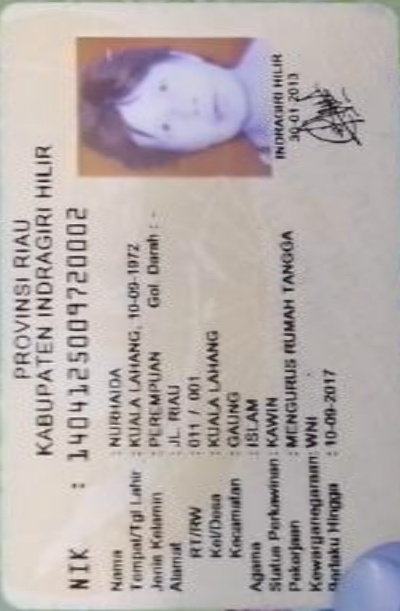 PROVINSI RIAU
KABUPATEN INDRAGIRI HILIR
NIK : 1404125009720002
Nama : NURHAIDA
Tempat/Tgl Lahir : KUALA LAHANG, 10-09-1972
Jenis Kelamin : PEREMPUAN Gol. Darah : -
Alamat : JL. RIAU
RT/RW : 011 / 001
Kel/Desa : KUALA LAHANG
Kecamatan : GAUNG
Agama : ISLAM
Status Perkawinan : KAWIN
Pekerjaan : MENGURUS RUMAH TANGGA
Kewarganegaraan: WNI
Berlaku Hingga : 10-09-2017
INDRAGIRI HILIR
30-01-2013